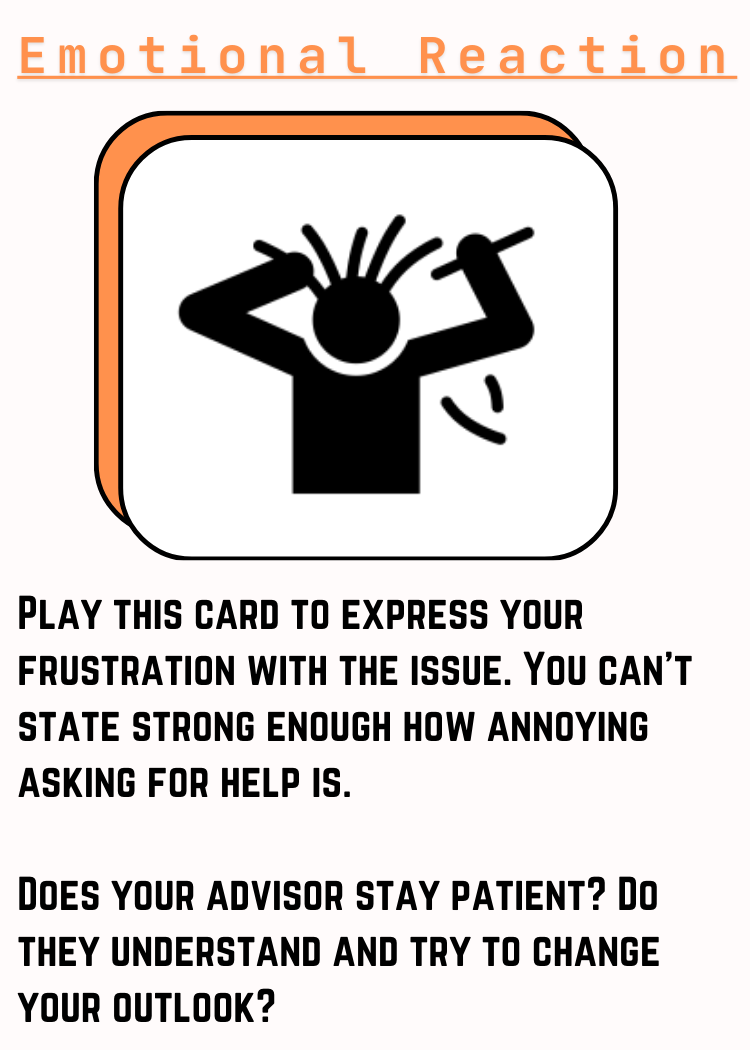 Emotional Reaction
Play this card to express your
frustration with the issue. You can't
state strong enough how annoying
asking for help is.
Does your advisor stay patient? Do
they understand and try to change
your outlook?